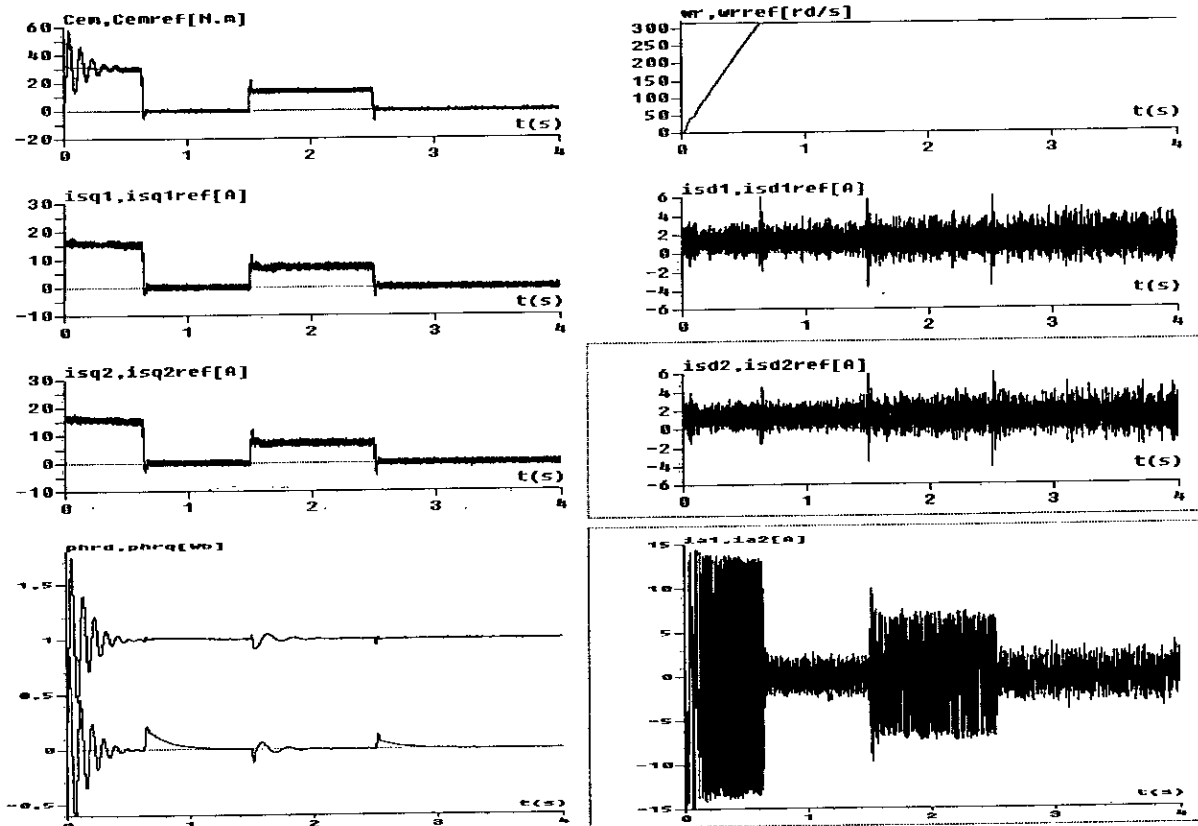 Cem,Cemref[N.m]
60
40
20
0
-20
t(s)
0 1 2 3 4
wr,wrref[rd/s]
300
250
200
150
100
50
0
t(s)
0 1 2 3 4
isq1,isq1ref[A]
30
20
10
0
-10
t(s)
0 1 2 3 4
isd1,isd1ref[A]
6
4
2
0
-2
-4
-6
t(s)
0 1 2 3 4
isq2,isq2ref[A]
30
20
10
0
-10
t(s)
0 1 2 3 4
isd2,isd2ref[A]
6
4
2
0
-2
-4
-6
t(s)
0 1 2 3 4
phrd,phrq[Wb]
1.5
1
0.5
0
-0.5
t(s)
0 1 2 3 4
ia1,ia2[A]
15
10
5
0
-5
-10
-15
t(s)
0 1 2 3 4